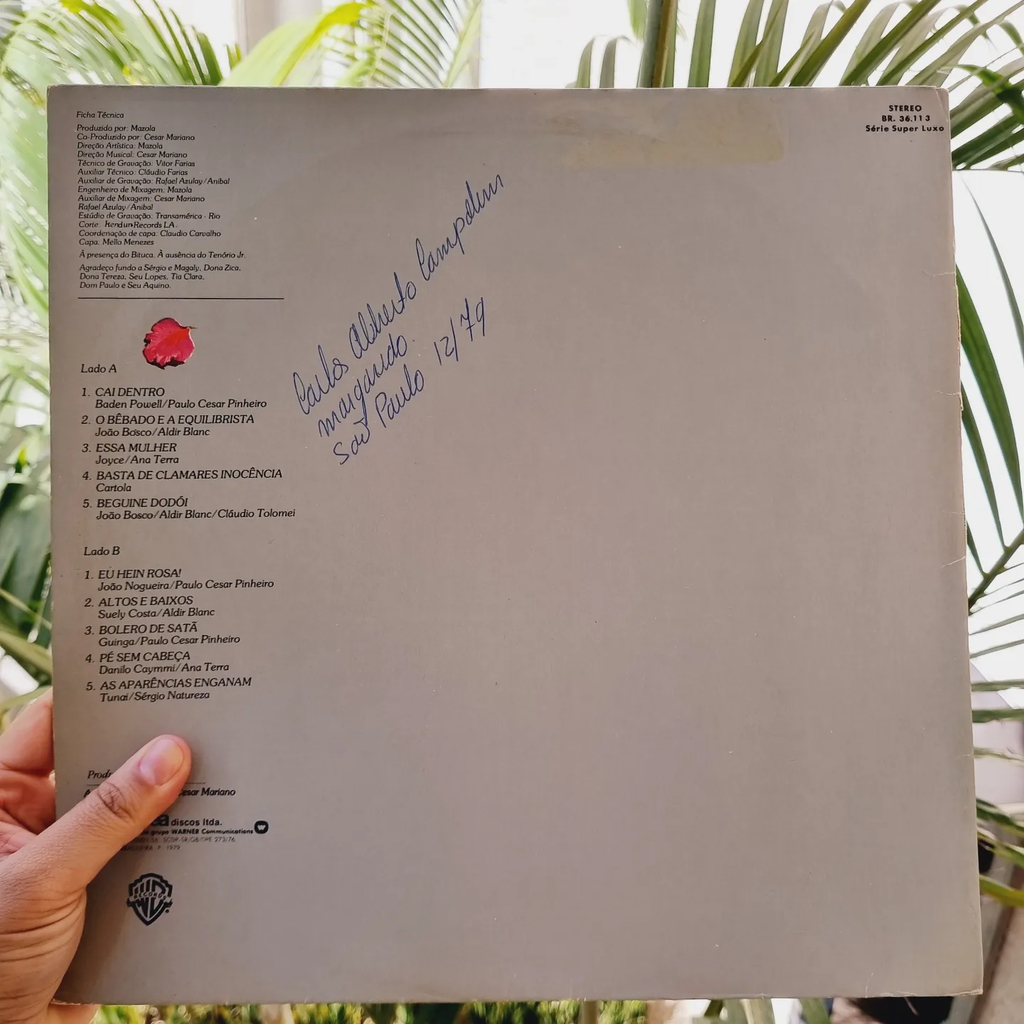 Ficha Técnica
Produzido por: Mazola
Co-Produzido por: Cesar Mariano
Direção Artística: Mazola
Direção Musical: Cesar Mariano
Técnico de Gravação: Vitor Farias
Auxiliar Técnico: Cláudio Farias
Auxiliar de Gravação: Rafael Azulay/Anibal
Engenheiro de Mixagem: Mazola
Auxiliar de Mixagem: Cesar Mariano
Rafael Azulay/Anibal
Estúdio de Gravação: Transamérica - Rio
Corte: Kendun Records LA
Coordenação de capa: Claudio Carvalho
Capa: Mello Menezes
À presença do Bituca. À ausência do Tenório Jr.
Agradeço fundo a Sérgio e Magaly, Dona Zica,
Dona Tereza, Seu Lopes, Tia Clara,
Dom Paulo e Seu Aquino.
STEREO
BR. 36.113
Série Super Luxo
Carlos Alberto
São Paulo 12/79
Lado A
1. CAI DENTRO
Baden Powell/Paulo Cesar Pinheiro
2. O BÊBADO E A EQUILIBRISTA
João Bosco/Aldir Blanc
3. ESSA MULHER
Joyce/Ana Terra
4. BASTA DE CLAMARES INOCÊNCIA
Cartola
5. BEGUINE DODÓI
João Bosco/Aldir Blanc/Cláudio Tolomei
Lado B
1. EU HEIN ROSA!
João Nogueira/Paulo Cesar Pinheiro
2. ALTOS E BAIXOS
Suely Costa/Aldir Blanc
3. BOLERO DE SATÃ
Guinga/Paulo Cesar Pinheiro
4. PÉ SEM CABEÇA
Danilo Caymmi/Ana Terra
5. AS APARÊNCIAS ENGANAM
Tunai/Sérgio Natureza
Mariano
discos ltda.
grupo WARNER Communications
1979
WB
RECORDS